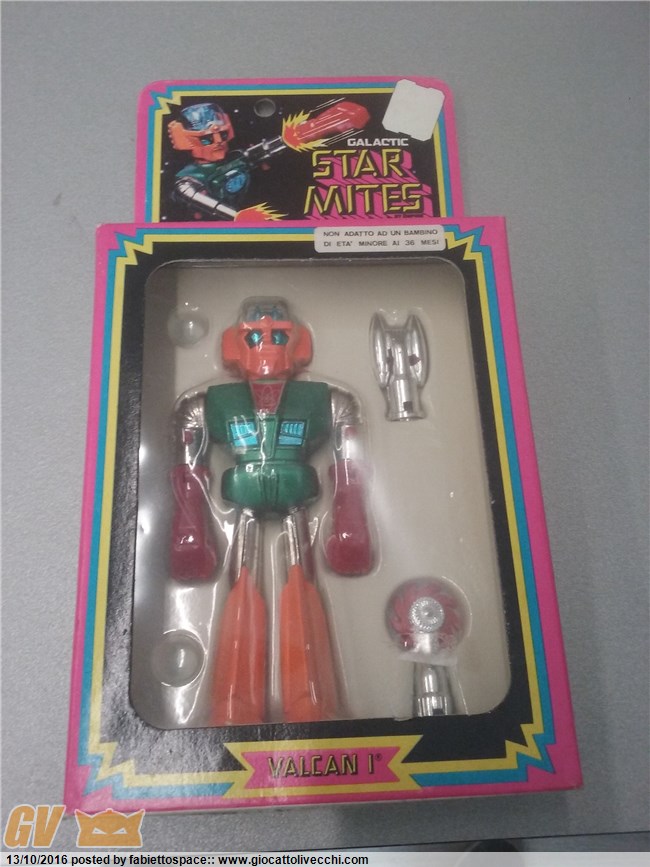 GALACTIC
STAR
MITES
NON ADATTO AD UN BAMBINO
DI ETA' MINORE AI 36 MESI
VALCAN I®
GV
13/10/2016 posted by fabiettospace:: www.giocattolivecchi.com